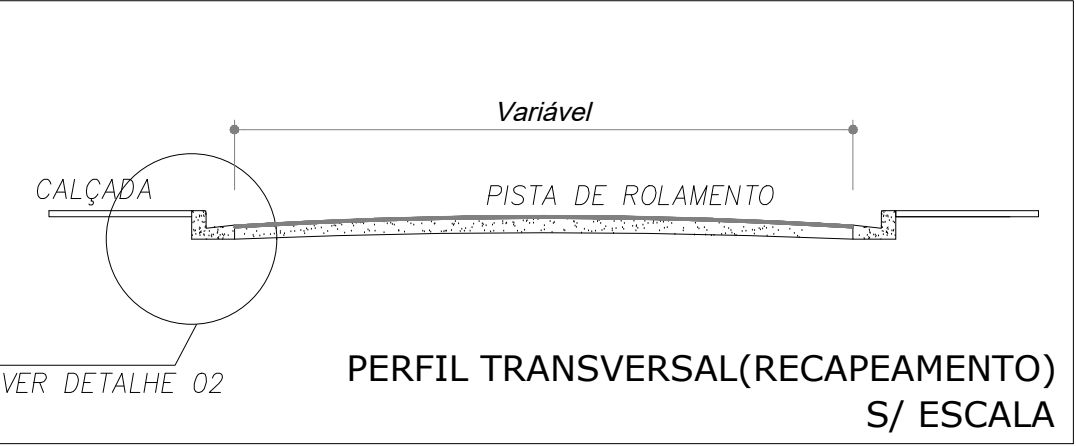 Variável
CALÇADA
PISTA DE ROLAMENTO
VER DETALHE 02
PERFIL TRANSVERSAL(RECAPEAMENTO)
S/ ESCALA